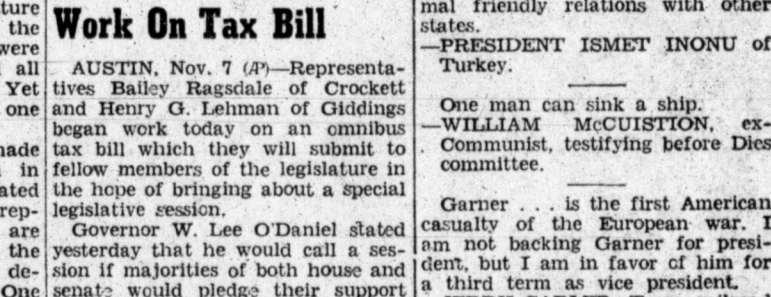 ture
the
were
all
Yet
one
made
in
ated
rep-
are
the
de-
One
Work On Tax Bill
AUSTIN, Nov. 7 (AP)—Representa-
tives Bailey Ragsdale of Crockett
and Henry G. Lehman of Giddings
began work today on an omnibus
tax bill which they will submit to
fellow members of the legislature in
the hope of bringing about a special
legislative session.
Governor W. Lee O'Daniel stated
yesterday that he would call a ses-
sion if majorities of both house and
senate would pledge their support
mal friendly relations with other
states.
—PRESIDENT ISMET INONU of
Turkey.
One man can sink a ship.
—WILLIAM McCUISTION, ex-
Communist, testifying before Dies
committee.
Garner . . . is the first American
casualty of the European war. I
am not backing Garner for presi-
dent, but I am in favor of him for
a third term as vice president.